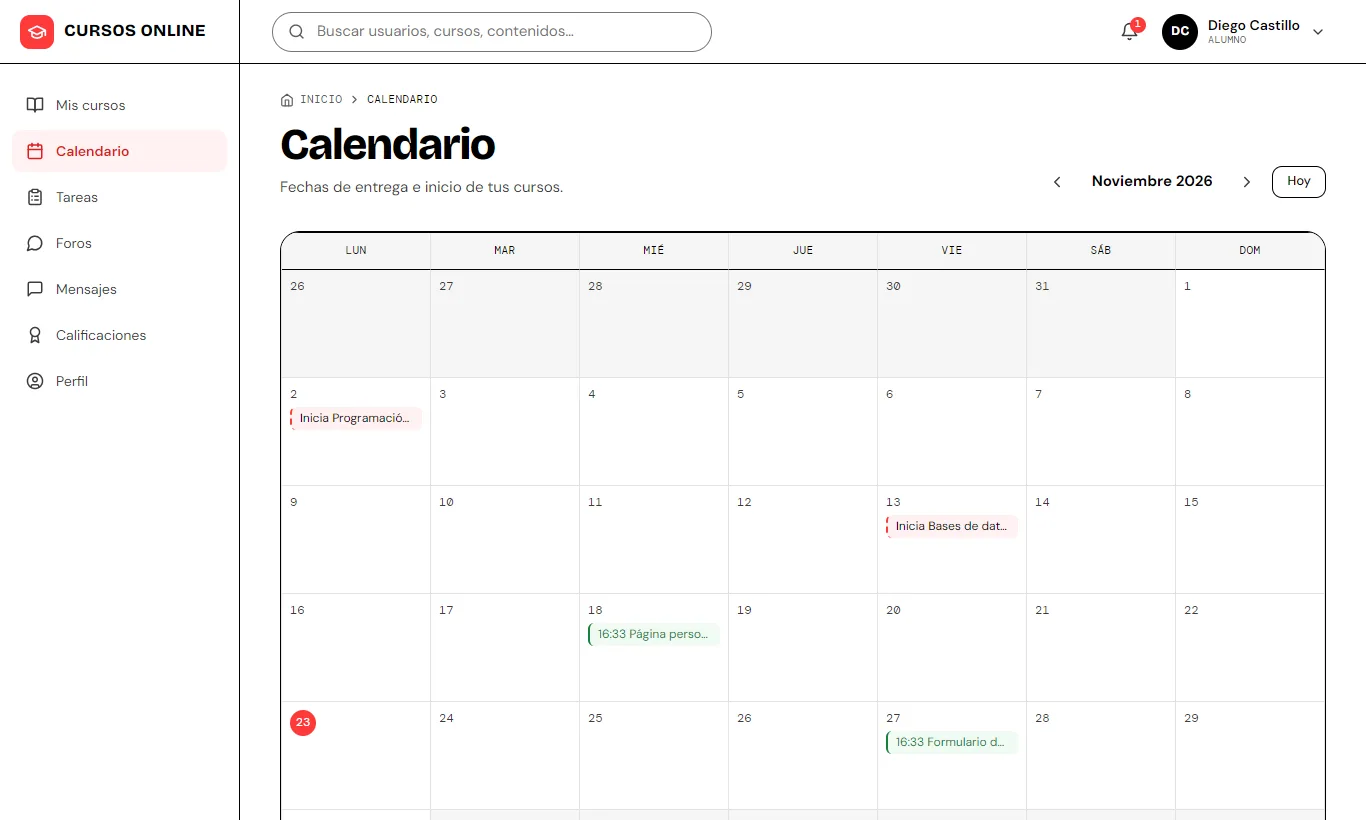 CURSOS ONLINE
Buscar usuarios, cursos, contenidos...
1
DC
Diego Castillo
ALUMNO
Mis cursos
Calendario
Tareas
Foros
Mensajes
Calificaciones
Perfil
INICIO > CALENDARIO
Calendario
Fechas de entrega e inicio de tus cursos.
Noviembre 2026
Hoy
LUN MAR MIÉ JUE VIE SÁB DOM
26 27 28 29 30 31 1
2 3 4 5 6 7 8
Inicia Programació...
9 10 11 12 13 14 15
Inicia Bases de dat...
16 17 18 19 20 21 22
16:33 Página perso...
23 24 25 26 27 28 29
16:33 Formulario d...